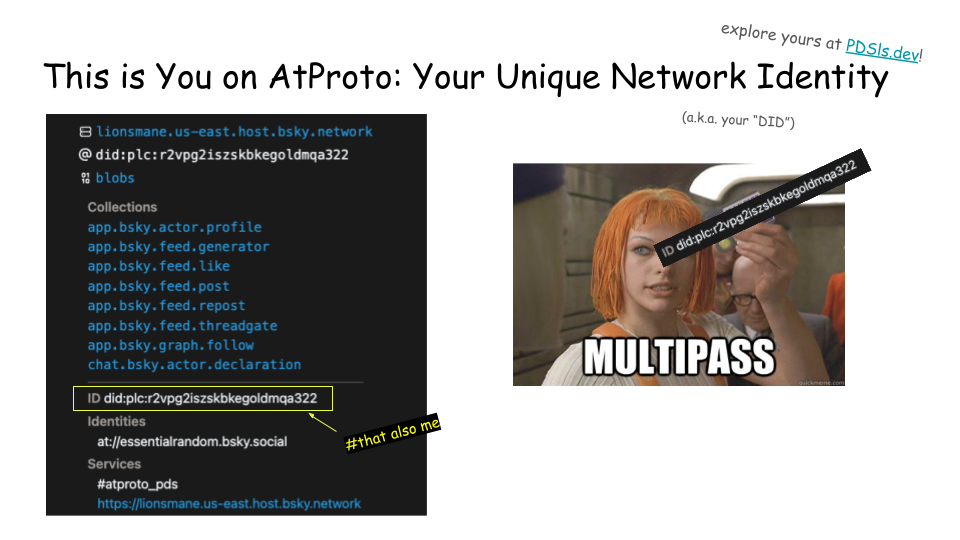 explore yours at PDSls.dev!
This is You on AtProto: Your Unique Network Identity
(a.k.a. your “DID”)
lionsmane.us-east.host.bsky.network
@ did:plc:r2vpg2iszskbkegoldmqa322
blobs
Collections
app.bsky.actor.profile
app.bsky.feed.generator
app.bsky.feed.like
app.bsky.feed.post
app.bsky.feed.repost
app.bsky.feed.threadgate
app.bsky.graph.follow
chat.bsky.actor.declaration
ID did:plc:r2vpg2iszskbkegoldmqa322
Identities
at://essentialrandom.bsky.social
Services
#atproto_pds
https://lionsmane.us-east.host.bsky.network
#that also me
ID did:plc:r2vpg2iszskbkegoldmqa322
MULTIPASS
quickmeme.com